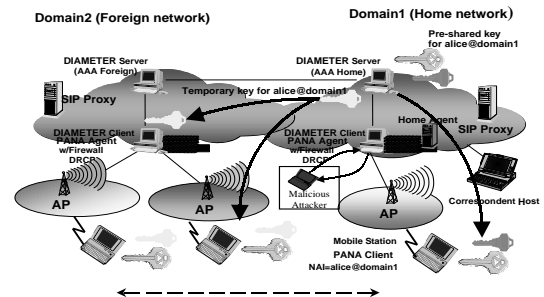 Domain2 (Foreign network)
Domain1 (Home network)
Pre-shared key
for alice@domain1
DIAMETER Server
(AAA Foreign)
DIAMETER Server
(AAA Home)
Temporary key for alice@domain1
SIP Proxy
Home Agent
SIP Proxy
DIAMETER Client
PANA Agent
w/Firewall
DRCP
DIAMETER Client
PANA Agent
w/Firewall
DRCP
Malicious
Attacker
Correspondent Host
AP
AP
AP
Mobile Station
PANA Client
NAI=alice@domain1